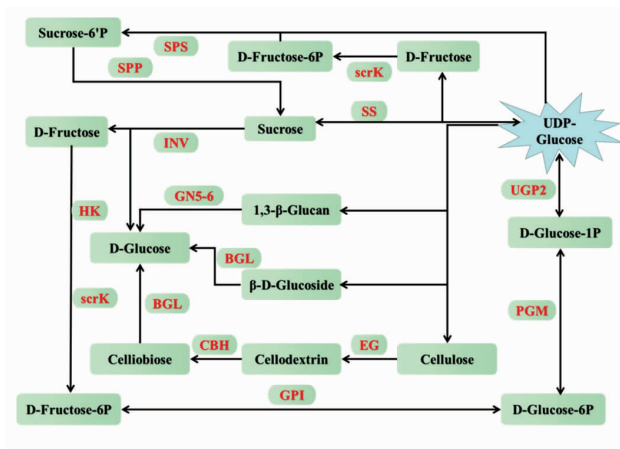 Sucrose-6'P
SPS
D-Fructose-6P
D-Fructose
scrK
SPP
SS
UDP-
Glucose
D-Fructose
INV
Sucrose
UGP2
HK
GN5-6
1,3-β-Glucan
D-Glucose
D-Glucose-1P
BGL
β-D-Glucoside
scrK
BGL
PGM
Celliobiose
CBH
Cellodextrin
EG
Cellulose
D-Fructose-6P
GPI
D-Glucose-6P